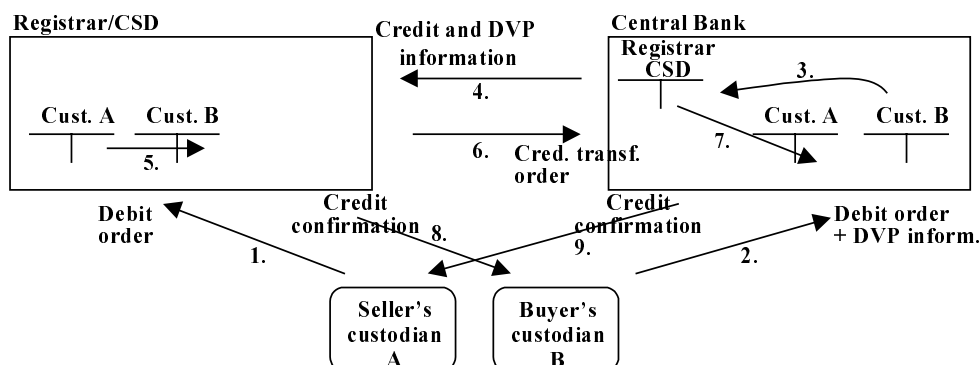 Registrar/CSD
Credit and DVP
information
Central Bank
Registrar
CSD
3.
4.
Cust. A
Cust. B
Cust. A
Cust. B
5.
6.
Cred. transf.
order
7.
Debit
order
Credit
confirmation
Credit
confirmation
Debit order
+ DVP inform.
1.
8.
9.
2.
Seller's
custodian
A
Buyer's
custodian
B